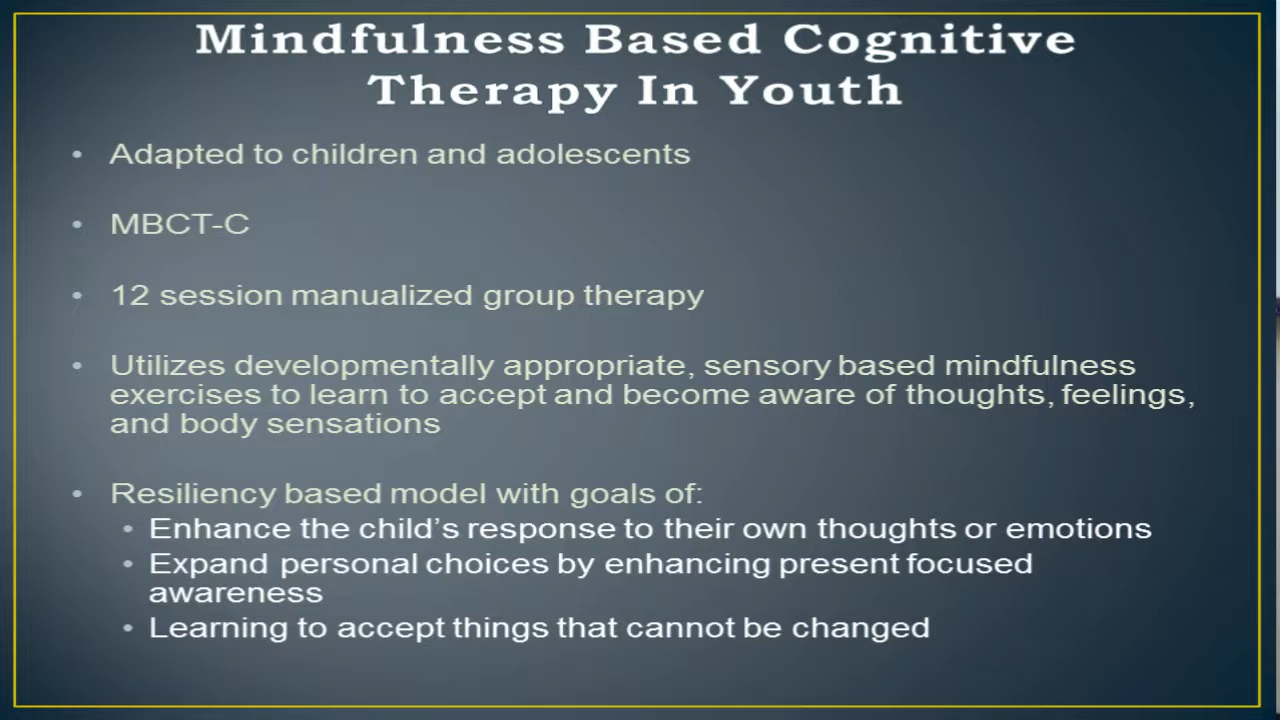 Mindfulness Based Cognitive
Therapy In Youth
• Adapted to children and adolescents
• MBCT-C
• 12 session manualized group therapy
• Utilizes developmentally appropriate, sensory based mindfulness
exercises to learn to accept and become aware of thoughts, feelings,
and body sensations
• Resiliency based model with goals of:
• Enhance the child’s response to their own thoughts or emotions
• Expand personal choices by enhancing present focused
awareness
• Learning to accept things that cannot be changed